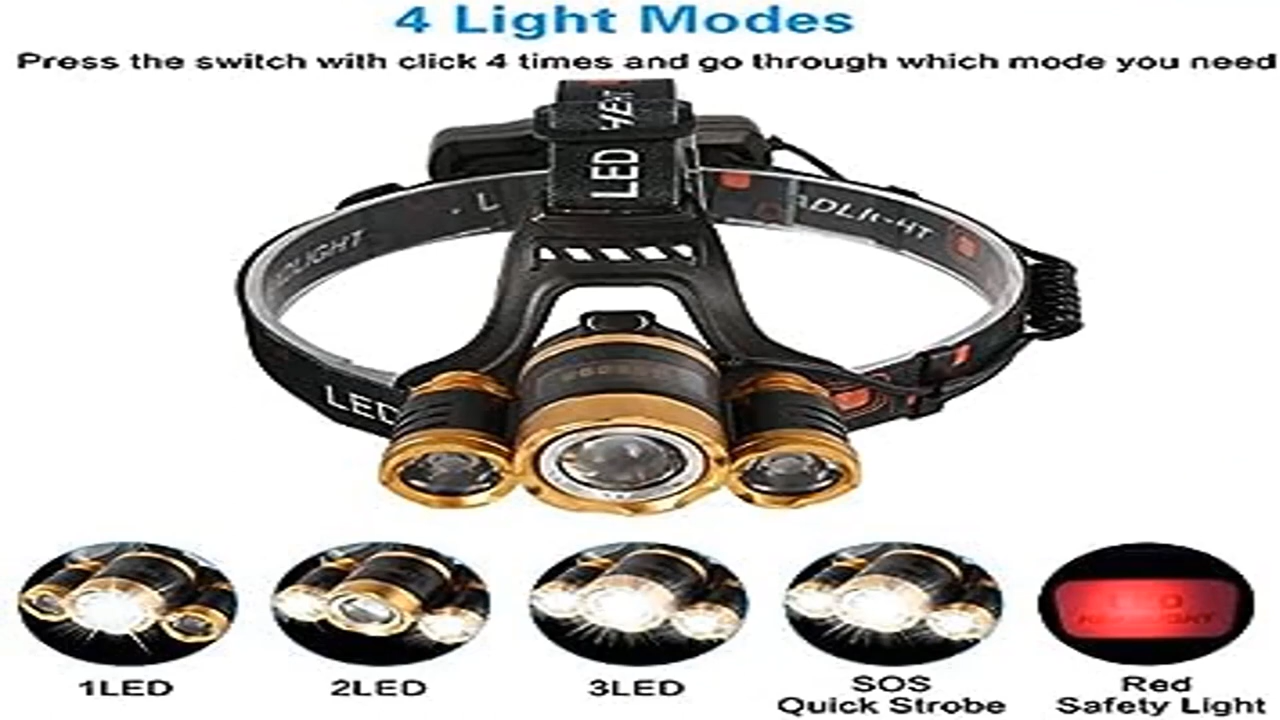 4 Light Modes
Press the switch with click 4 times and go through which mode you need
LED
LED
1LED
2LED
3LED
SOS
Quick Strobe
Red
Safety Light